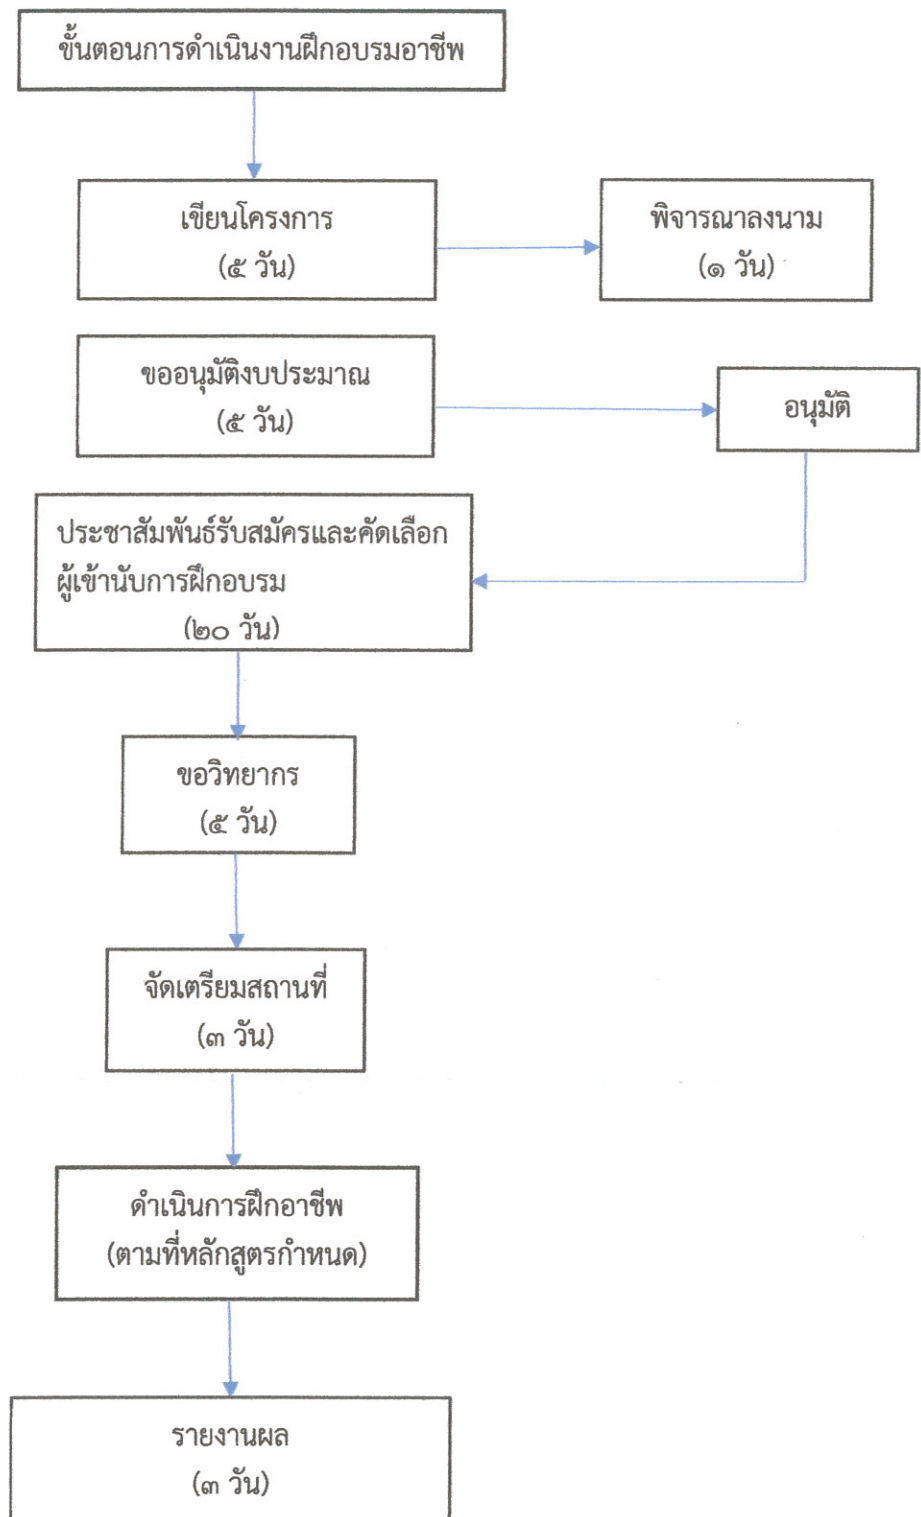 ขั้นตอนการดำเนินงานฝึกอบรมอาชีพ
เขียนโครงการ
(๕ วัน)
พิจารณาลงนาม
(๑ วัน)
ขออนุมัติงบประมาณ
(๕ วัน)
อนุมัติ
ประชาสัมพันธ์รับสมัครและคัดเลือก
ผู้เข้านับการฝึกอบรม
(๒๐ วัน)
ขอวิทยากร
(๕ วัน)
จัดเตรียมสถานที่
(๓ วัน)
ดำเนินการฝึกอาชีพ
(ตามที่หลักสูตรกำหนด)
รายงานผล
(๓ วัน)